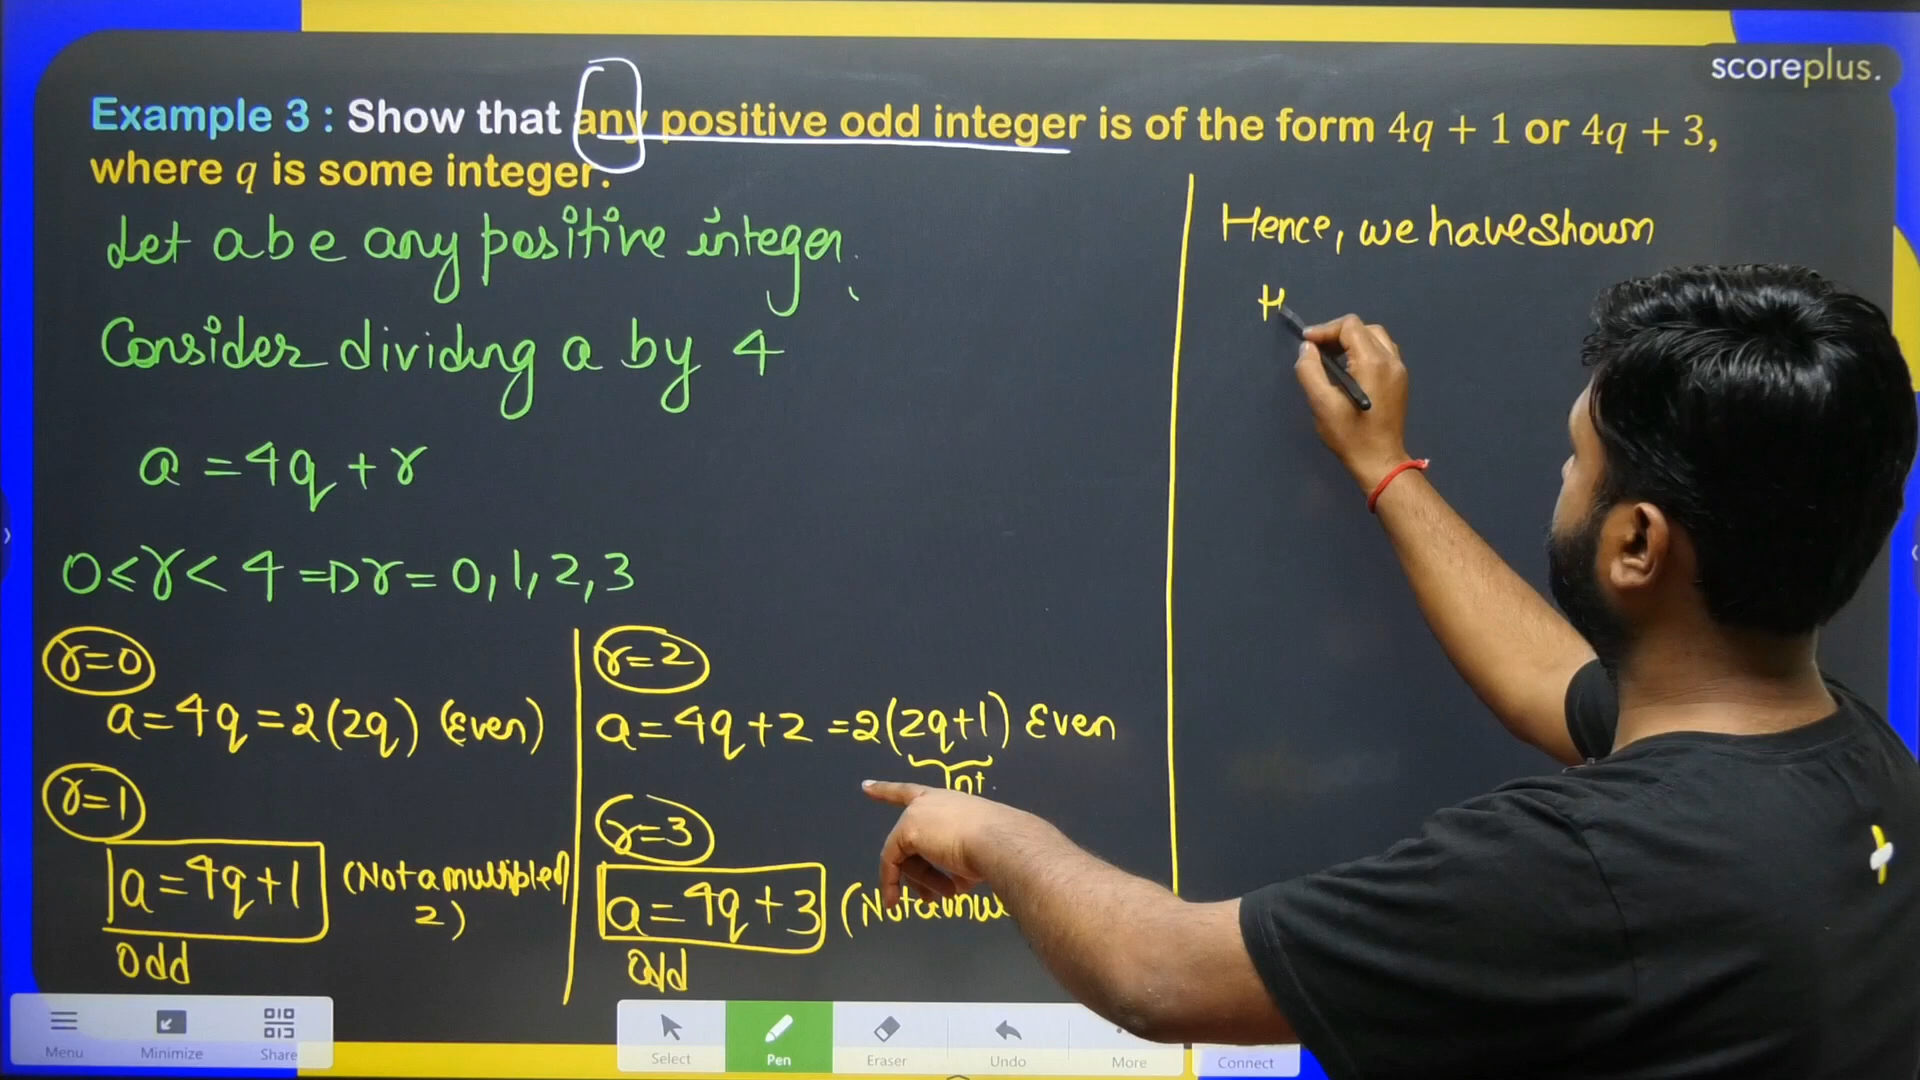 scoreplus.
Example 3 : Show that any positive odd integer is of the form 4q + 1 or 4q + 3,
where q is some integer.
Let a be any positive integer.
Consider dividing a by 4
a = 4q + r
0 ≤ r < 4 ⇒ r = 0, 1, 2, 3
r=0
a = 4q = 2(2q) (Even)
r=1
a = 4q+1 (Not a multiple of
2)
Odd
r=2
a = 4q+2 = 2(2q+1) Even
Int.
r=3
a = 4q+3 (Not a
Odd
Hence, we have shown
Menu
Minimize
Share
Select
Pen
Eraser
Undo
More
Connect